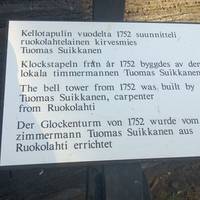 Kellotapulin vuodelta 1752 suunnitteli
ruokolahtelainen kirvesmies
Tuomas Suikkanen
Klockstapeln från år 1752 byggdes av den
lokala timmermannen Tuomas Suikkanen
The bell tower from 1752 was built by
Tuomas Suikkanen, carpenter
from Ruokolahti
Der Glockenturm von 1752 wurde vom
zimmermann Tuomas Suikkanen aus
Ruokolahti errichtet